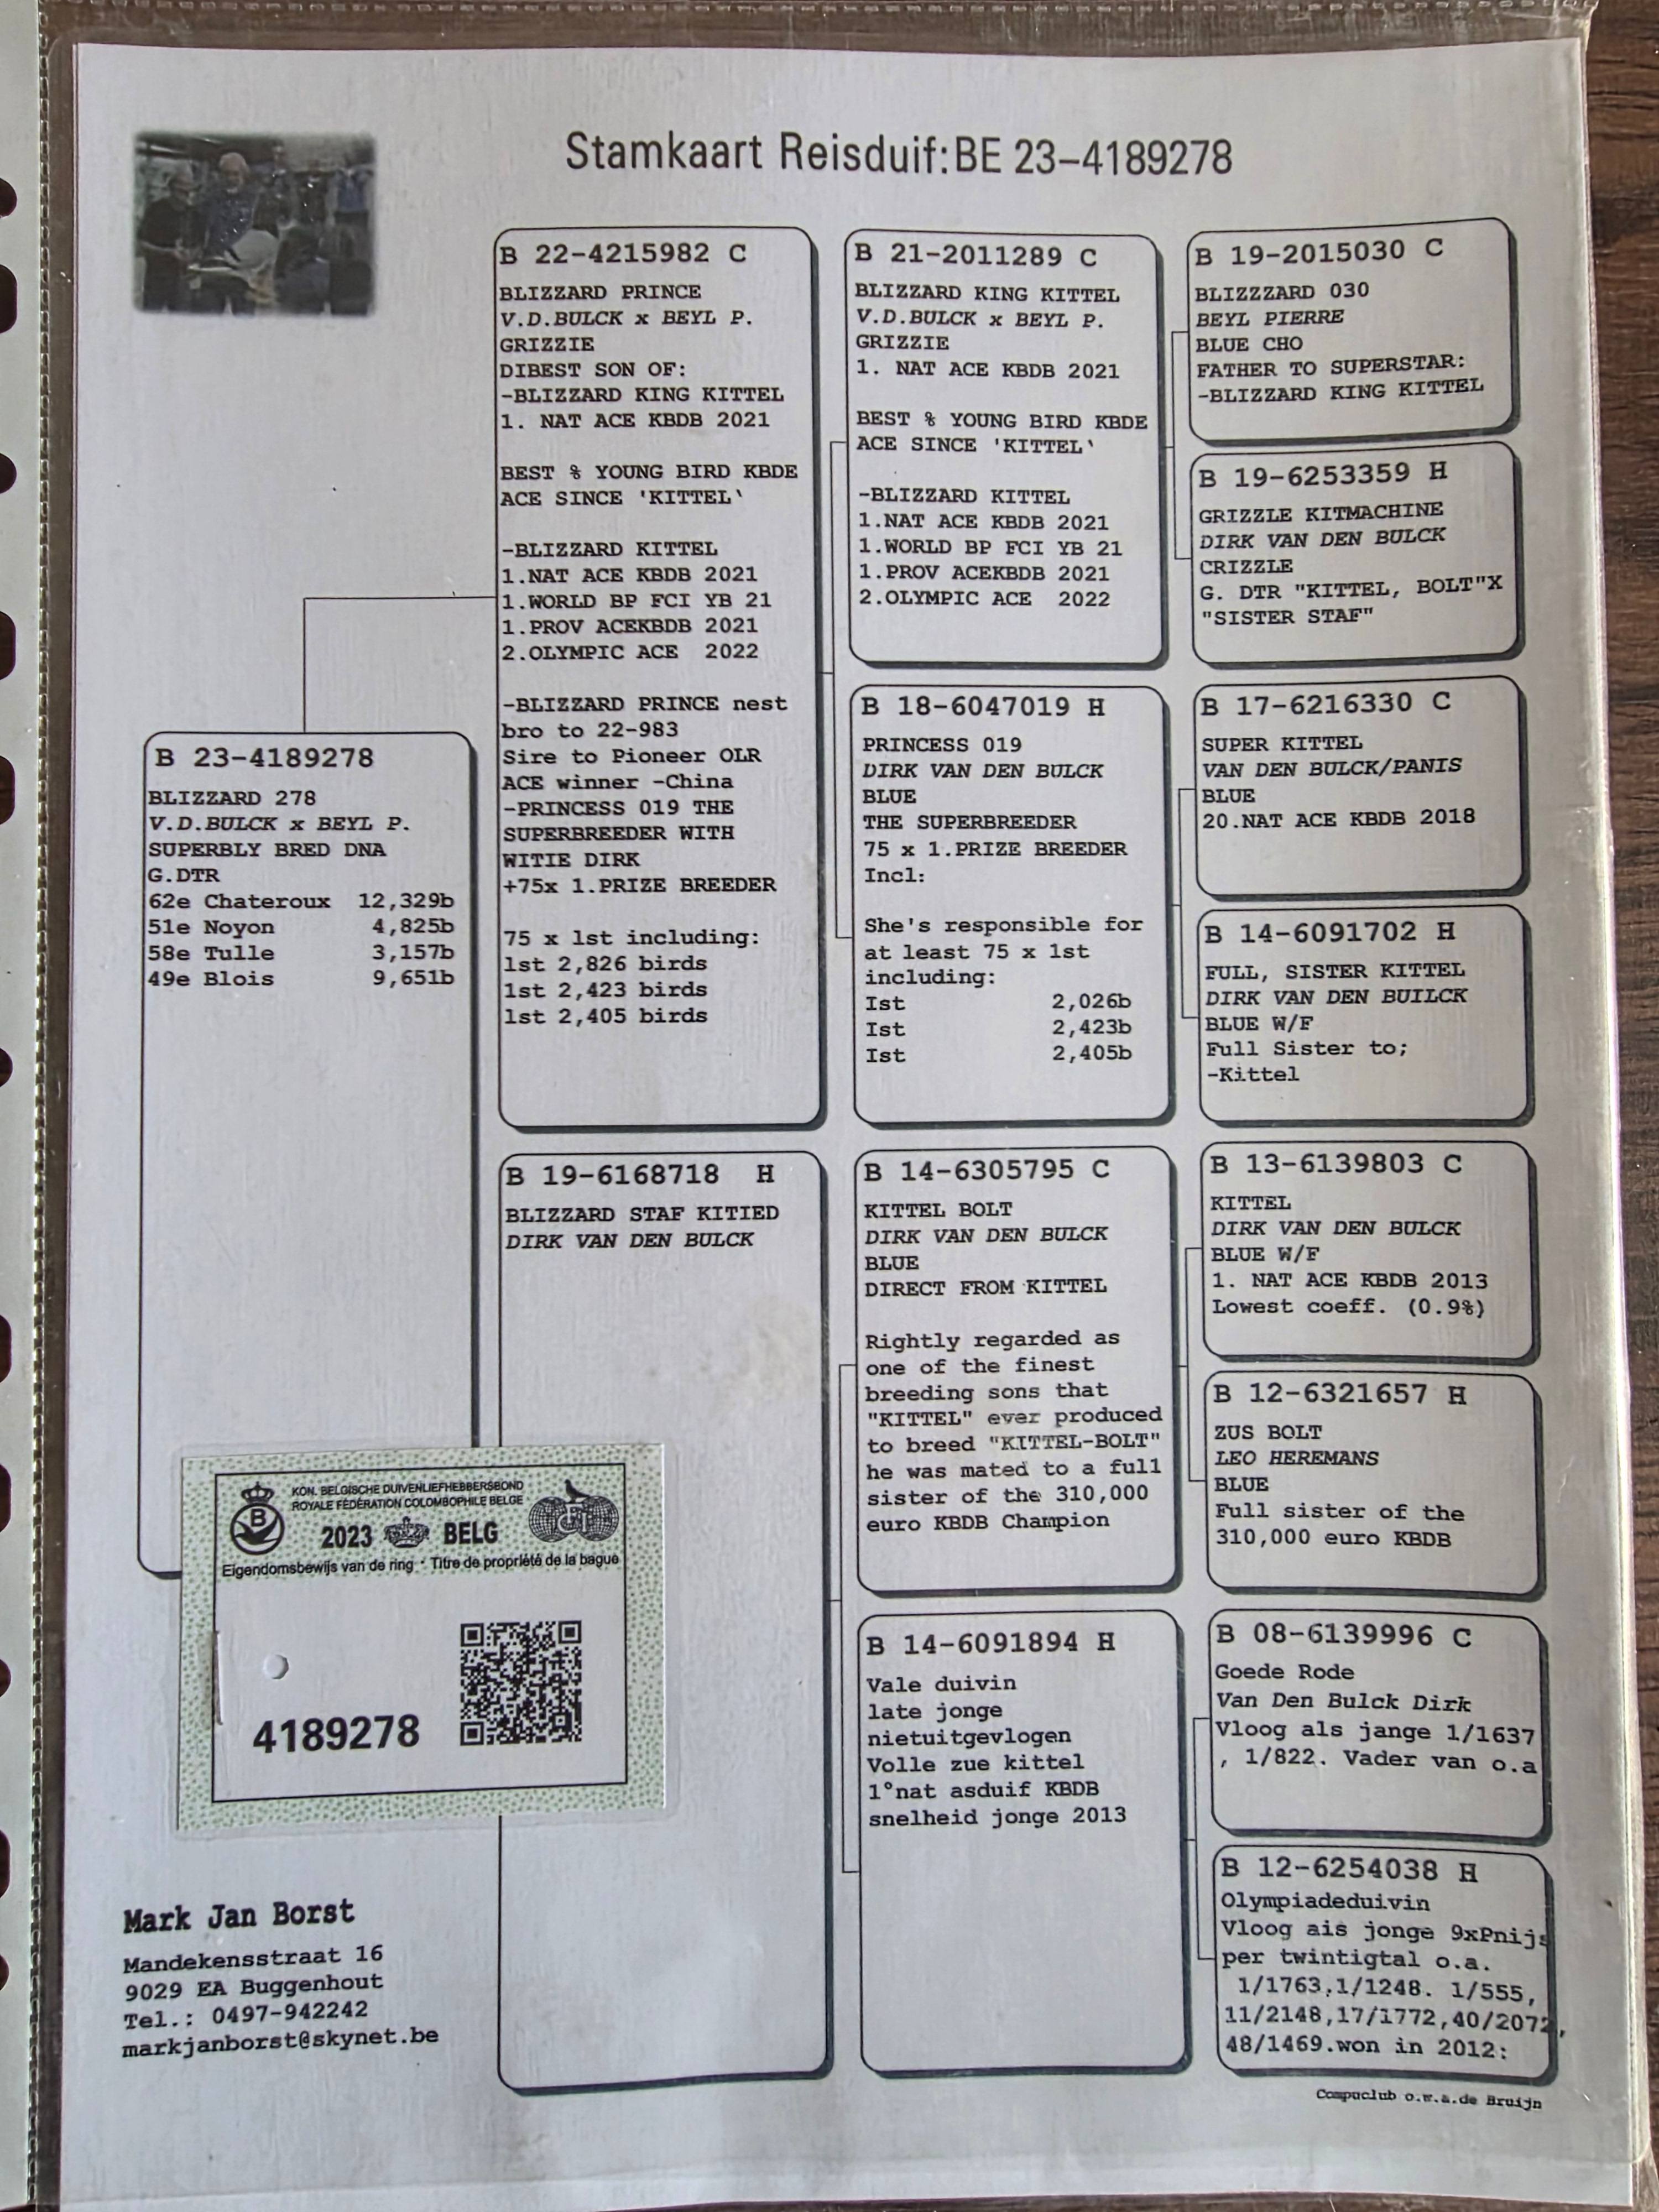 Stamkaart Reisduif:BE 23-4189278
B 23-4189278
BLIZZARD 278
V.D.BULCK x BEYL P.
SUPERBLY BRED DNA
G.DTR
62e Chateroux 12,329b
51e Noyon 4,825b
58e Tulle 3,157b
49e Blois 9,651b
B 22-4215982 C
BLIZZARD PRINCE
V.D.BULCK x BEYL P.
GRIZZIE
DIBEST SON OF:
-BLIZZARD KING KITTEL
1. NAT ACE KBDB 2021
BEST % YOUNG BIRD KBDE
ACE SINCE 'KITTEL`
-BLIZZARD KITTEL
1.NAT ACE KBDB 2021
1.WORLD BP FCI YB 21
1.PROV ACEKBDB 2021
2.OLYMPIC ACE 2022
-BLIZZARD PRINCE nest
bro to 22-983
Sire to Pioneer OLR
ACE winner -China
-PRINCESS 019 THE
SUPERBREEDER WITH
WITIE DIRK
+75x 1.PRIZE BREEDER
75 x lst including:
lst 2,826 birds
1st 2,423 birds
lst 2,405 birds
B 19-6168718 H
BLIZZARD STAF KITIED
DIRK VAN DEN BULCK
B 21-2011289 C
BLIZZARD KING KITTEL
V.D.BULCK x BEYL P.
GRIZZIE
1. NAT ACE KBDB 2021
BEST % YOUNG BIRD KBDE
ACE SINCE 'KITTEL`
-BLIZZARD KITTEL
1.NAT ACE KBDB 2021
1.WORLD BP FCI YB 21
1.PROV ACEKBDB 2021
2.OLYMPIC ACE 2022
B 18-6047019 H
PRINCESS 019
DIRK VAN DEN BULCK
BLUE
THE SUPERBREEDER
75 x 1.PRIZE BREEDER
Incl:
She's responsible for
at least 75 x 1st
including:
Ist 2,026b
Ist 2,423b
Ist 2,405b
B 14-6305795 C
KITTEL BOLT
DIRK VAN DEN BULCK
BLUE
DIRECT FROM KITTEL
Rightly regarded as
one of the finest
breeding sons that
"KITTEL" ever produced
to breed "KITTEL-BOLT"
he was mated to a full
sister of the 310,000
euro KBDB Champion
B 14-6091894 H
Vale duivin
late jonge
nietuitgevlogen
Volle zue kittel
1°nat asduif KBDB
snelheid jonge 2013
B 19-2015030 C
BLIZZZARD 030
BEYL PIERRE
BLUE CHO
FATHER TO SUPERSTAR:
-BLIZZARD KING KITTEL
B 19-6253359 H
GRIZZLE KITMACHINE
DIRK VAN DEN BULCK
CRIZZLE
G. DTR "KITTEL, BOLT"X
"SISTER STAF"
B 17-6216330 C
SUPER KITTEL
VAN DEN BULCK/PANIS
BLUE
20.NAT ACE KBDB 2018
B 14-6091702 H
FULL, SISTER KITTEL
DIRK VAN DEN BUILCK
BLUE W/F
Full Sister to;
-Kittel
B 13-6139803 C
KITTEL
DIRK VAN DEN BULCK
BLUE W/F
1. NAT ACE KBDB 2013
Lowest coeff. (0.9%)
B 12-6321657 H
ZUS BOLT
LEO HEREMANS
BLUE
Full sister of the
310,000 euro KBDB
B 08-6139996 C
Goede Rode
Van Den Bulck Dirk
Vloog als jange 1/1637
, 1/822. Vader van o.a
B 12-6254038 H
Olympiadeduivin
Vloog ais jonge 9xPnijs
per twintigtal o.a.
1/1763,1/1248. 1/555,
11/2148,17/1772,40/2072,
48/1469.won in 2012:
KON. BELGISCHE DUIVENLIEFHEBBERSBOND
ROYALE FÉDÉRATION COLOMBOPHILE BELGE
B
2023 BELG
FCI
Eigendomsbewijs van de ring · Titre de propriété de la bague
4189278
Mark Jan Borst
Mandekensstraat 16
9029 EA Buggenhout
Tel.: 0497-942242
markjanborst@skynet.be
Compuclub o.w.a.de Bruijn